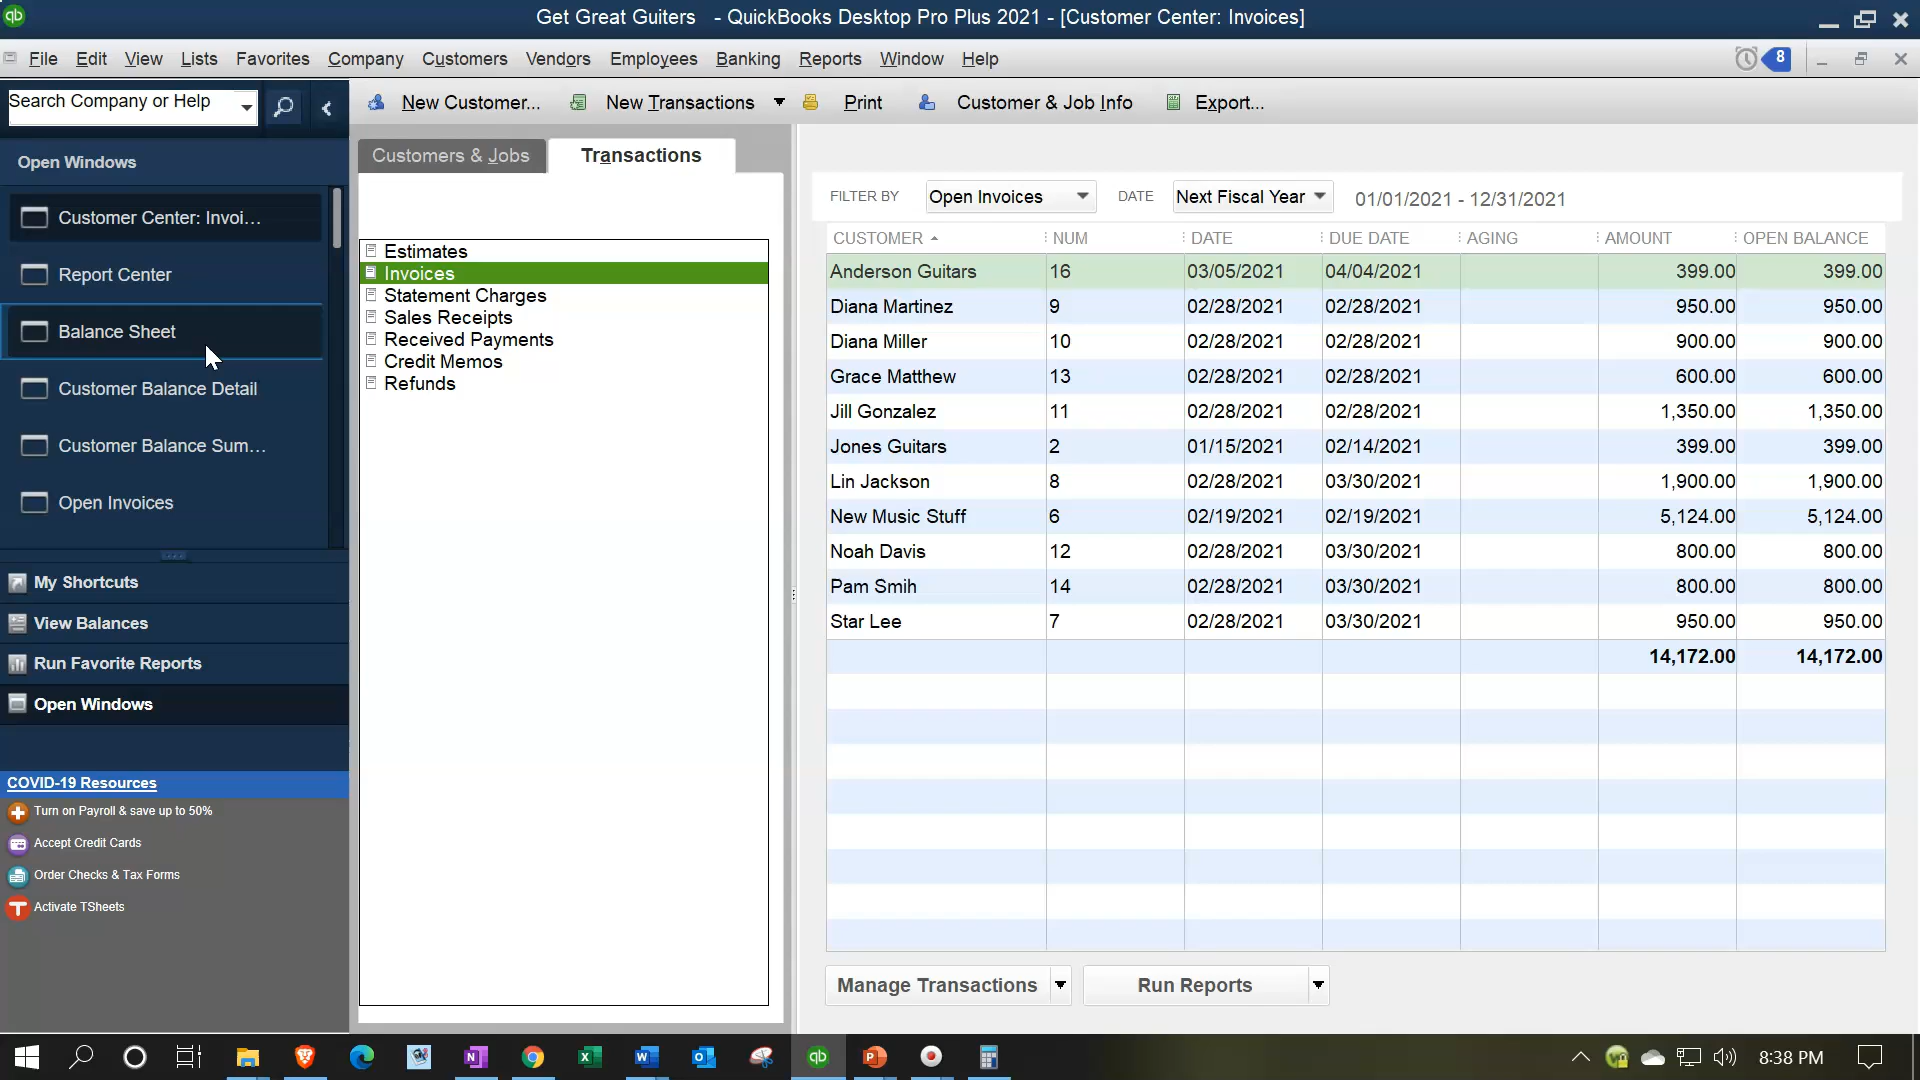 qb
Get Great Guiters - QuickBooks Desktop Pro Plus 2021 - [Customer Center: Invoices]
File Edit View Lists Favorites Company Customers Vendors Employees Banking Reports Window Help
8
Search Company or Help
New Customer... New Transactions Print Customer & Job Info Export...
Open Windows
Customer Center: Invoi...
Report Center
Balance Sheet
Customer Balance Detail
Customer Balance Sum...
Open Invoices
My Shortcuts
View Balances
Run Favorite Reports
Open Windows
COVID-19 Resources
Turn on Payroll & save up to 50%
Accept Credit Cards
Order Checks & Tax Forms
Activate TSheets
Customers & Jobs Transactions
Estimates
Invoices
Statement Charges
Sales Receipts
Received Payments
Credit Memos
Refunds
FILTER BY Open Invoices DATE Next Fiscal Year 01/01/2021 - 12/31/2021
CUSTOMER NUM DATE DUE DATE AGING AMOUNT OPEN BALANCE
Anderson Guitars 16 03/05/2021 04/04/2021 399.00 399.00
Diana Martinez 9 02/28/2021 02/28/2021 950.00 950.00
Diana Miller 10 02/28/2021 02/28/2021 900.00 900.00
Grace Matthew 13 02/28/2021 02/28/2021 600.00 600.00
Jill Gonzalez 11 02/28/2021 02/28/2021 1,350.00 1,350.00
Jones Guitars 2 01/15/2021 02/14/2021 399.00 399.00
Lin Jackson 8 02/28/2021 03/30/2021 1,900.00 1,900.00
New Music Stuff 6 02/19/2021 02/19/2021 5,124.00 5,124.00
Noah Davis 12 02/28/2021 03/30/2021 800.00 800.00
Pam Smih 14 02/28/2021 03/30/2021 800.00 800.00
Star Lee 7 02/28/2021 03/30/2021 950.00 950.00
14,172.00 14,172.00
Manage Transactions Run Reports
8:38 PM